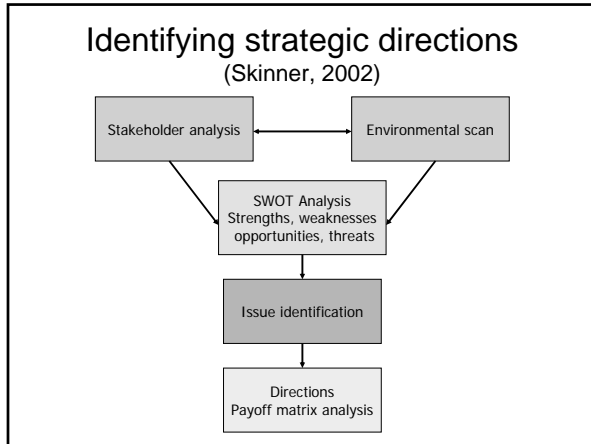 Identifying strategic directions
(Skinner, 2002)
Stakeholder analysis
Environmental scan
SWOT Analysis
Strengths, weaknesses
opportunities, threats
Issue identification
Directions
Payoff matrix analysis